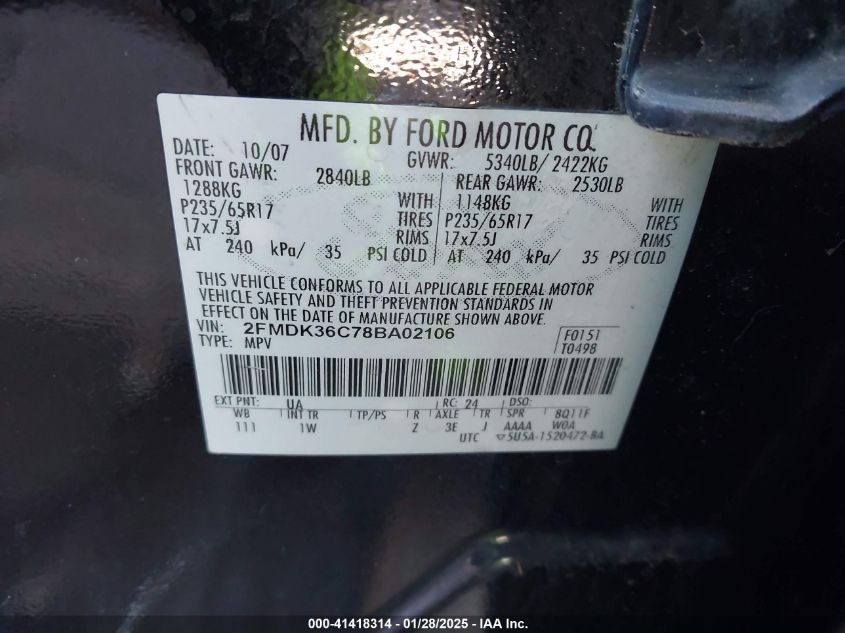 MFD. BY FORD MOTOR CO.
DATE: 10/07 GVWR: 5340LB/ 2422KG
FRONT GAWR: 2840LB REAR GAWR: 2530LB
1288KG WITH 1148KG WITH
P235/65R17 TIRES P235/65R17 TIRES
17x7.5J RIMS 17x7.5J RIMS
AT 240 kPa/ 35 PSI COLD AT 240 kPa/ 35 PSI COLD
THIS VEHICLE CONFORMS TO ALL APPLICABLE FEDERAL MOTOR
VEHICLE SAFETY AND THEFT PREVENTION STANDARDS IN
EFFECT ON THE DATE OF MANUFACTURE SHOWN ABOVE.
VIN: 2FMDK36C78BA02106 F0151
TYPE: MPV T0498
EXT PNT: UA RC: 24 DSO:
WB INT TR TP/PS R AXLE TR SPR 8Q11F
111 1W Z 3E J AAAA W0A
UTC 5U5A-1520472-BA
000-41418314 - 01/28/2025 - IAA Inc.